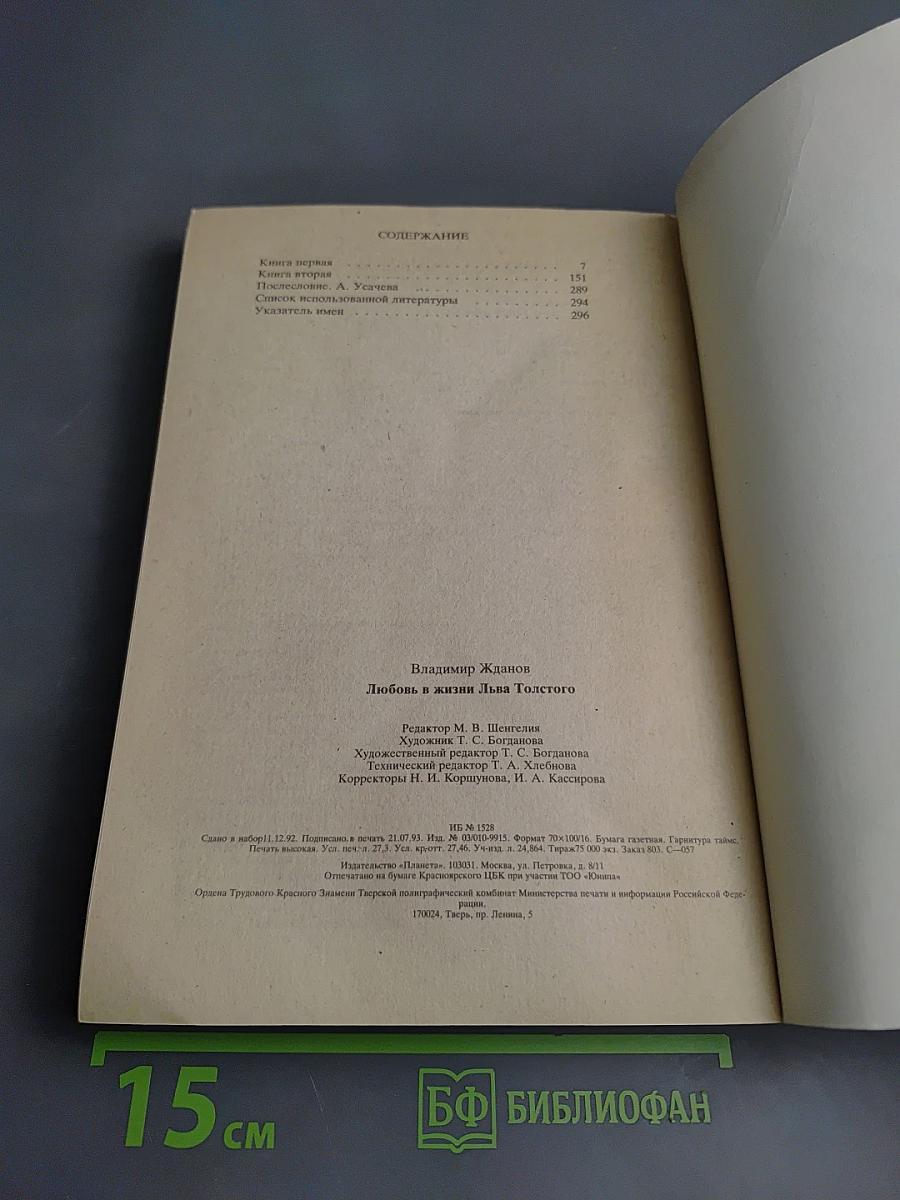 СОДЕРЖАНИЕ
Книга первая . . . . . . . . . . . . . . . . . . . . . 7
Книга вторая . . . . . . . . . . . . . . . . . . . . . 151
Послесловие. А. Усачева . . . . . . . . . . . . . . . 289
Список использованной литературы . . . . . . . . 294
Указатель имен . . . . . . . . . . . . . . . . . . . . 296
Владимир Жданов
Любовь в жизни Льва Толстого
Редактор М. В. Шенгелия
Художник Т. С. Богданова
Художественный редактор Т. С. Богданова
Технический редактор Т. А. Хлебнова
Корректоры Н. И. Коршунова, И. А. Кассирова
ИБ № 1528
Сдано в набор11.12.92. Подписано в печать 21.07.93. Изд. № 03/010-9915. Формат 70×100/16. Бумага газетная. Гарнитура таймс.
Печать высокая. Усл. печ. л. 27,3. Усл. кр-отт. 27,46. Уч-изд. л. 24,864. Тираж75 000 экз. Заказ 803. С—057
Издательство «Планета». 103031. Москва, ул. Петровка, д. 8/11
Отпечатано на бумаге Красноярского ЦБК при участии ТОО «Юнипа»
Ордена Трудового Красного Знамени Тверской полиграфический комбинат Министерства печати и информации Российской Феде-
рации.
170024, Тверь, пр. Ленина, 5
15 см
БФ БИБЛИОФАН